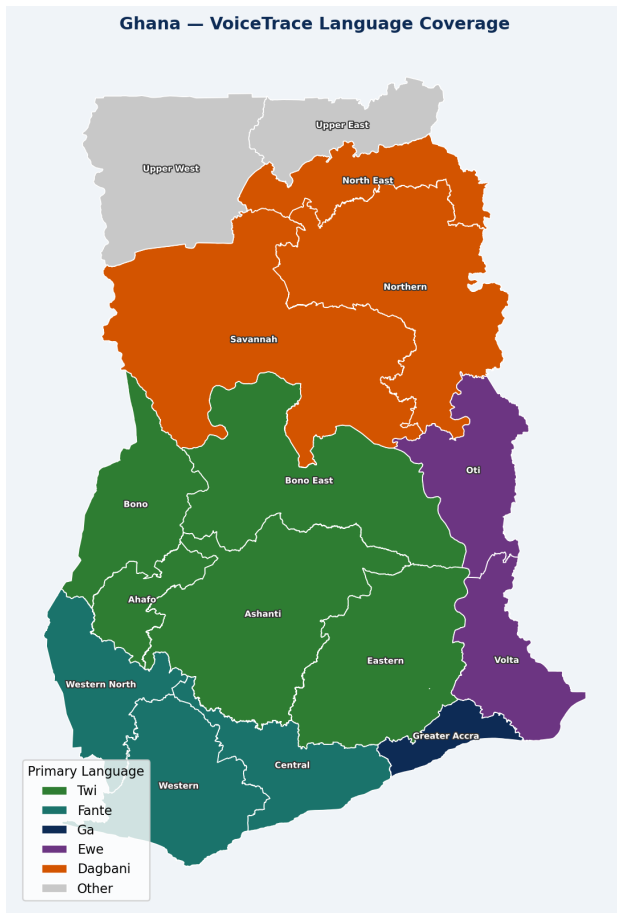 Ghana — VoiceTrace Language Coverage
Upper East
Upper West
North East
Northern
Savannah
Oti
Bono East
Bono
Ahafo
Ashanti
Eastern
Volta
Western North
Greater Accra
Central
Western
Primary Language
Twi
Fante
Ga
Ewe
Dagbani
Other